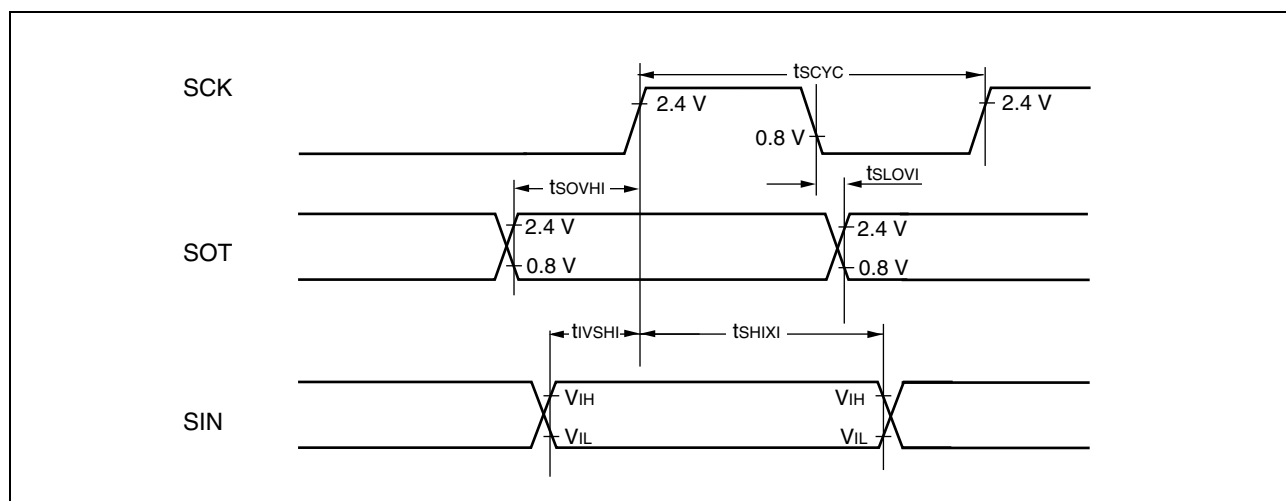 SCK
tSCYC
2.4 V
0.8 V
2.4 V
tSOVHI
tSLOVI
SOT
2.4 V
0.8 V
2.4 V
0.8 V
tIVSHI
tSHIXI
SIN
VIH
VIL
VIH
VIL